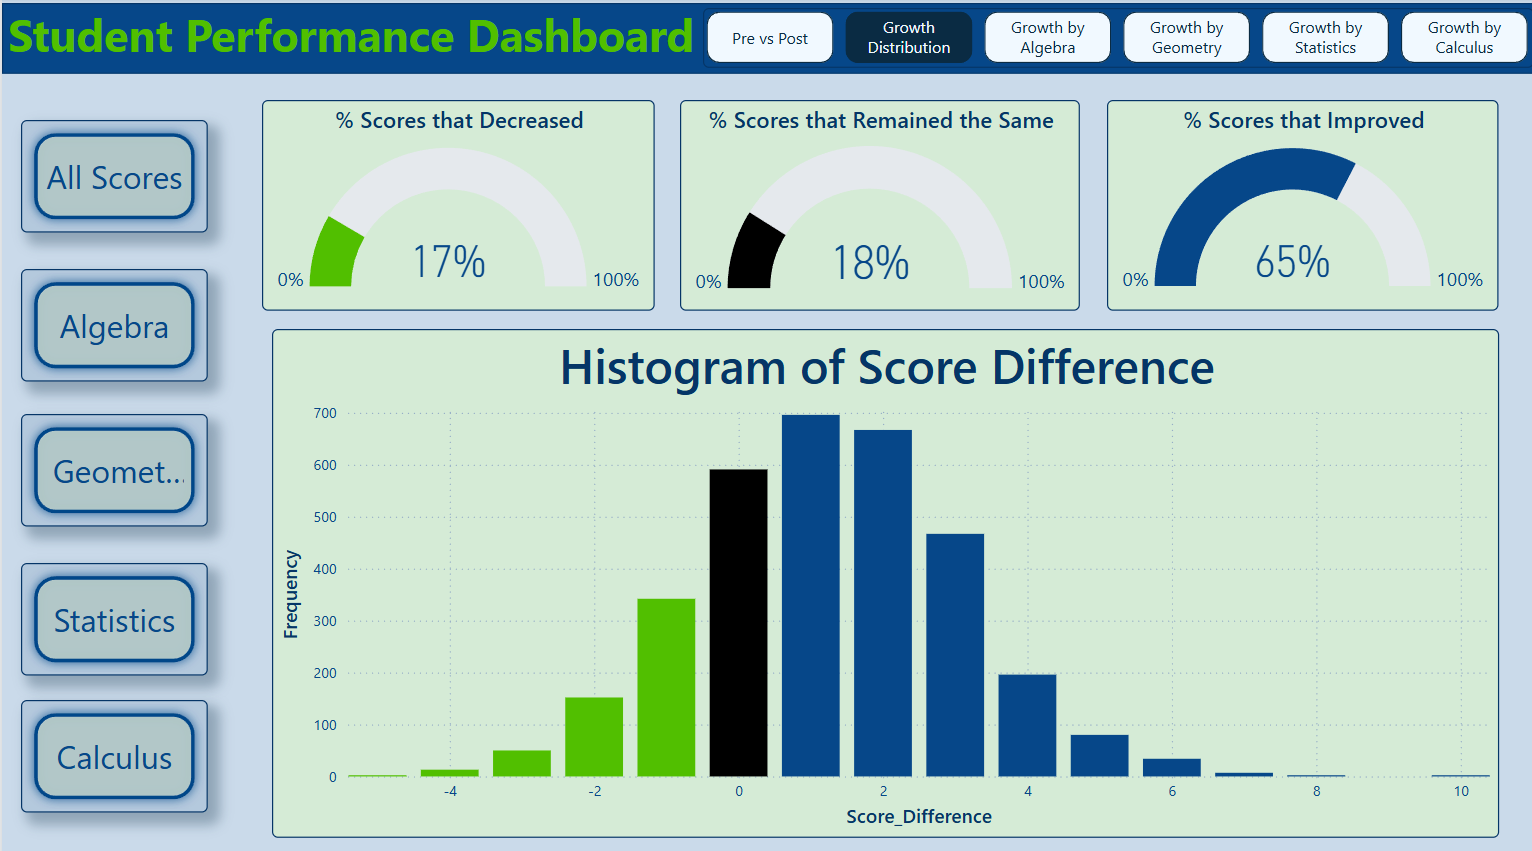 Student Performance Dashboard
Pre vs Post
Growth
Distribution
Growth by
Algebra
Growth by
Geometry
Growth by
Statistics
Growth by
Calculus
All Scores
Algebra
Geomet...
Statistics
Calculus
% Scores that Decreased
17%
0%
100%
% Scores that Remained the Same
18%
0%
100%
% Scores that Improved
65%
0%
100%
Histogram of Score Difference
Frequency
700
600
500
400
300
200
100
0
-4
-2
0
2
4
6
8
10
Score_Difference